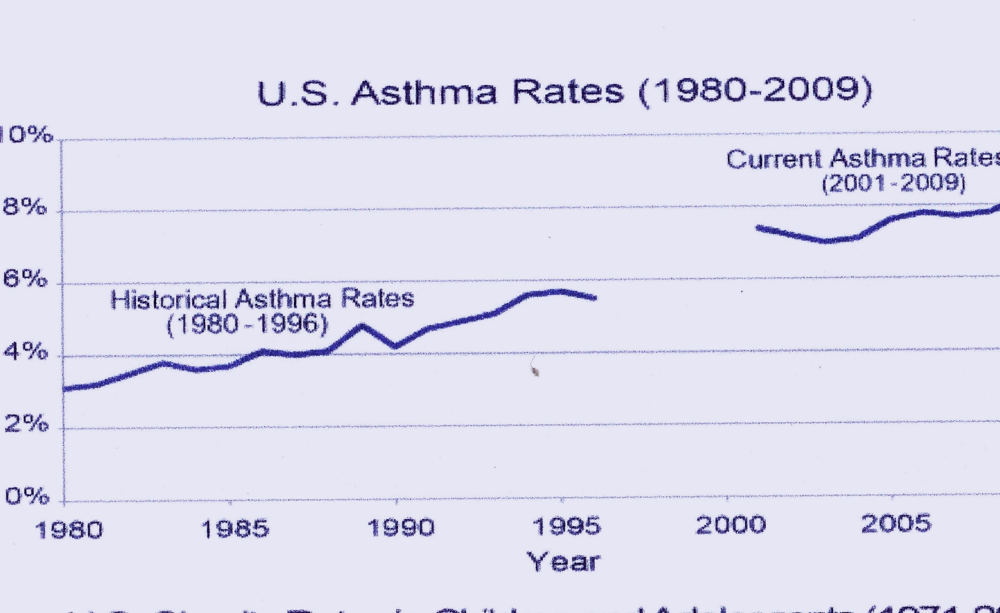 U.S. Asthma Rates (1980-2009)
10%
Current Asthma Rates
(2001-2009)
8%
6%
Historical Asthma Rates
(1980-1996)
4%
2%
0%
1980 1985 1990 1995 2000 2005
Year